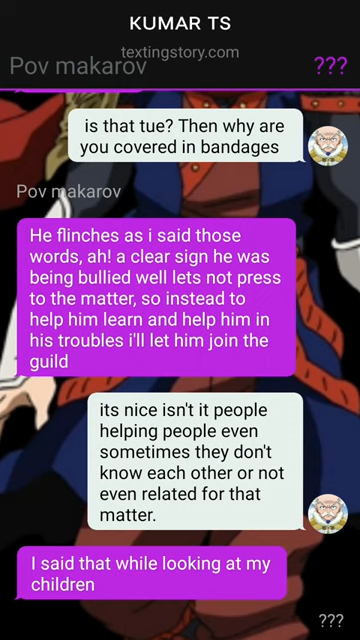 KUMAR TS
textingstory.com
Pov makarov
???
is that tue? Then why are
you covered in bandages
Pov makarov
He flinches as i said those
words, ah! a clear sign he was
being bullied well lets not press
to the matter, so instead to
help him learn and help him in
his troubles i'll let him join the
guild
its nice isn't it people
helping people even
sometimes they don't
know each other or not
even related for that
matter.
I said that while looking at my
children
???